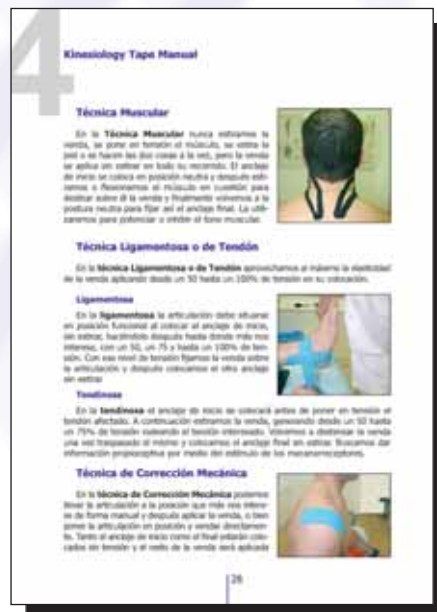 4
Kinesiology Tape Manual
Técnica Muscular
En la Técnica Muscular nunca estiramos la
venda, se pone en tensión el músculo, se estira la
piel o se hacen las dos cosas a la vez, pero la venda
se aplica sin estirar en todo su recorrido. El anclaje
de inicio se coloca en posición neutra y después esti-
ramos o flexionamos el músculo en cuestión para
deslizar sobre él la venda y finalmente volvemos a la
postura neutra para fijar así el anclaje final. La utili-
zaremos para potenciar o inhibir el tono muscular.
Técnica Ligamentosa o de Tendón
En la técnica Ligamentosa o de Tendón aprovechamos al máximo la elasticidad
de la venda aplicando desde un 50 hasta un 100% de tensión en su colocación.
Ligamentosa
En la ligamentosa la articulación debe situarse
en posición funcional al colocar el anclaje de inicio,
sin estirar, haciéndolo después hasta donde más nos
interese, con un 50, un 75 y hasta un 100% de ten-
sión. Con ese nivel de tensión fijamos la venda sobre
la articulación y después colocamos el otro anclaje
sin estirar.
Tendinosa
En la tendinosa el anclaje de inicio se colocará antes de poner en tensión el
tendón afectado. A continuación estiramos la venda, generando desde un 50 hasta
un 75% de tensión rodeando el tendón interesado. Volvemos a destensar la venda
una vez traspasado el mismo y colocamos el anclaje final sin estirar. Buscamos dar
información propioceptiva por medio del estímulo de los mecanorreceptores.
Técnica de Corrección Mecánica
En la técnica de Corrección Mecánica podemos
llevar la articulación a la posición que más nos intere-
se de forma manual y después aplicar la venda, o bien
poner la articulación en posición y vendar directamen-
te. Tanto el anclaje de inicio como el final estarán colo-
cados sin tensión y el resto de la venda será aplicada
26